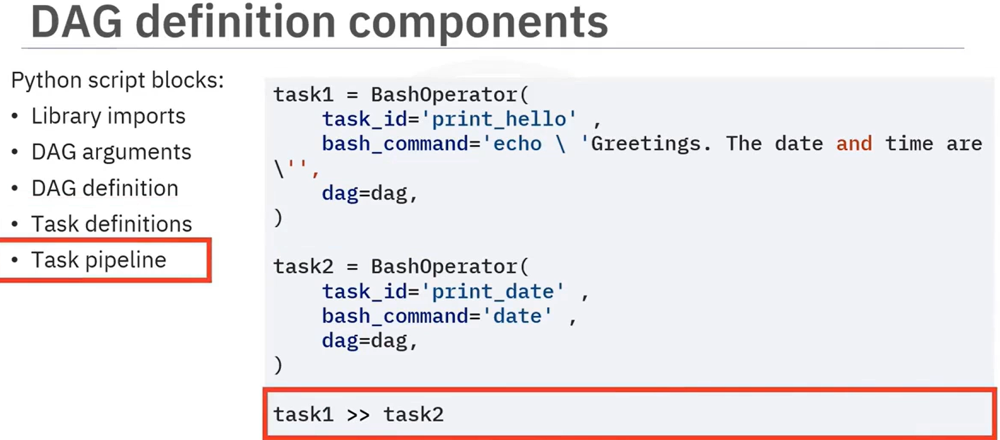 DAG definition components
Python script blocks:
• Library imports
• DAG arguments
• DAG definition
• Task definitions
• Task pipeline
task1 = BashOperator(
    task_id='print_hello' ,
    bash_command='echo \ 'Greetings. The date and time are
\'',
    dag=dag,
)
task2 = BashOperator(
    task_id='print_date' ,
    bash_command='date' ,
    dag=dag,
)
task1 >> task2